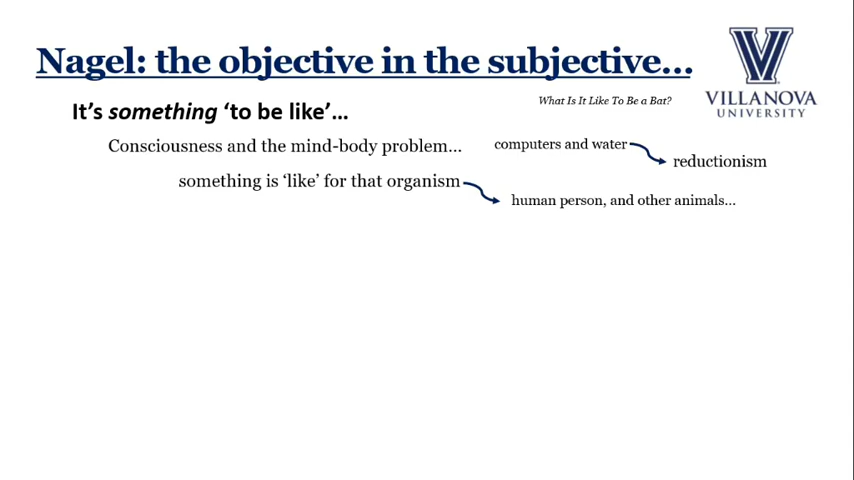 Nagel: the objective in the subjective…
It’s something ‘to be like’…
What Is It Like To Be a Bat?
VILLANOVA
UNIVERSITY
Consciousness and the mind-body problem…
computers and water
reductionism
something is ‘like’ for that organism
human person, and other animals…